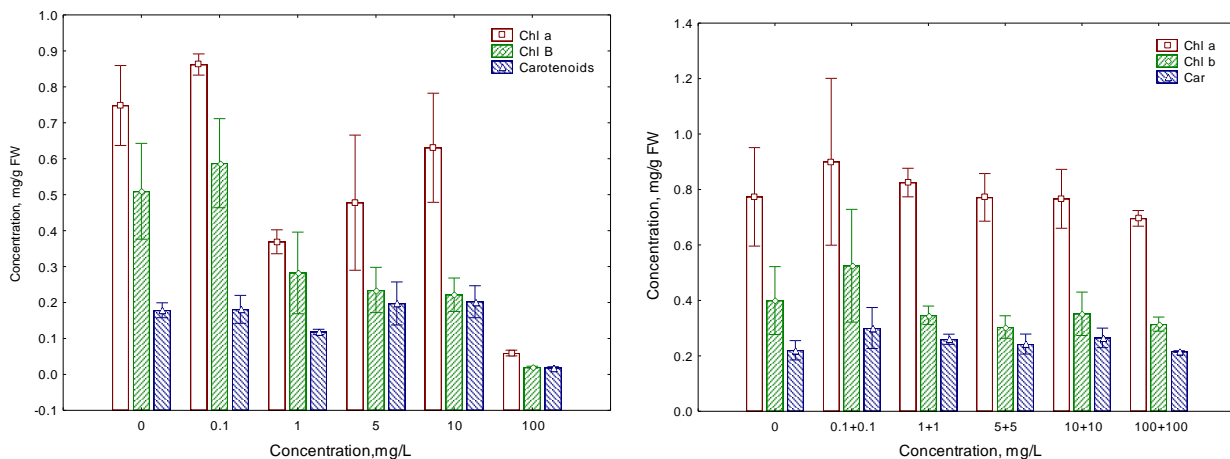 1.0
0.9
0.8
0.7
0.6
0.5
0.4
0.3
0.2
0.1
0.0
-0.1
Concentration, mg/g FW
Chl a
Chl B
Carotenoids
0 0.1 1 5 10 100
Concentration,mg/L
1.4
1.2
1.0
0.8
0.6
0.4
0.2
0.0
Concentration, mg/g FW
Chl a
Chl b
Car
0 0.1+0.1 1+1 5+5 10+10 100+100
Concentration, mg/L